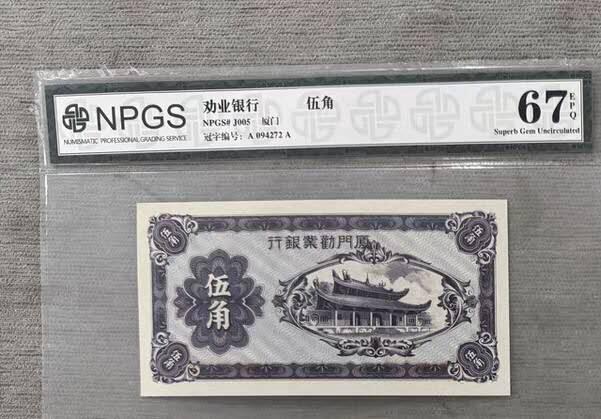 NPGS
NUMISMATIC PROFESSIONAL GRADING SERVICE
劝业银行 伍角
NPGS# J005 厦门
冠字编号: A 094272 A
67 EPQ
Superb Gem Uncirculated
行銀業勸門厦
伍角
伍角
伍角
伍角
伍角